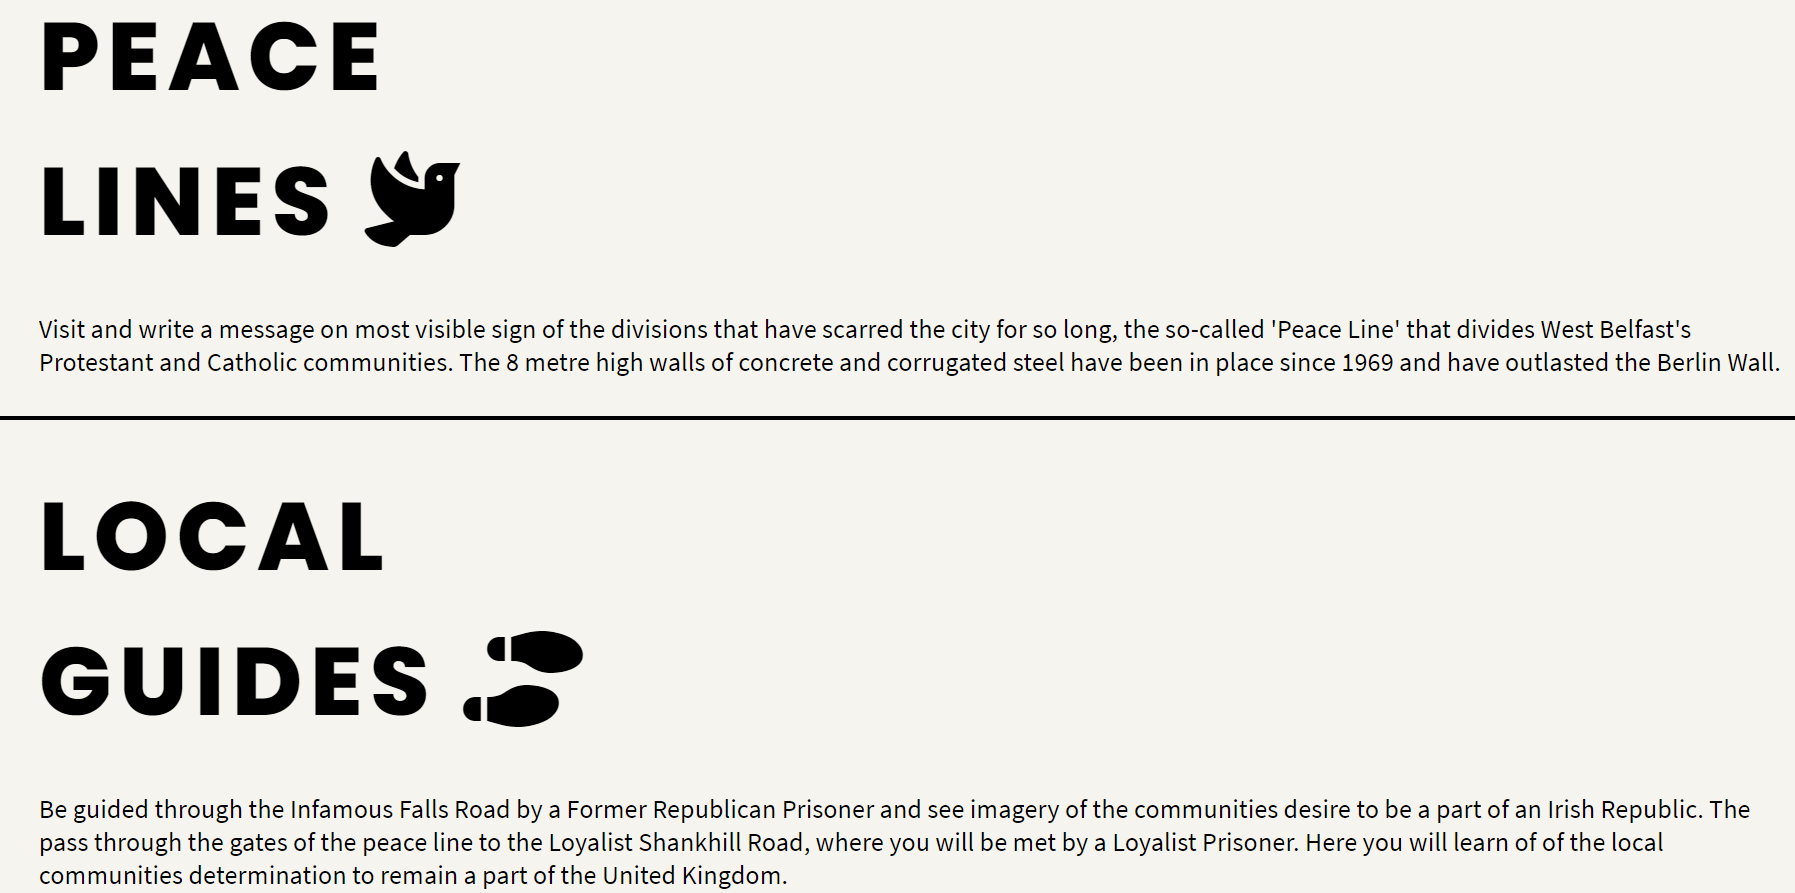 PEACE
LINES
Visit and write a message on most visible sign of the divisions that have scarred the city for so long, the so-called 'Peace Line' that divides West Belfast's
Protestant and Catholic communities. The 8 metre high walls of concrete and corrugated steel have been in place since 1969 and have outlasted the Berlin Wall.
LOCAL
GUIDES
Be guided through the Infamous Falls Road by a Former Republican Prisoner and see imagery of the communities desire to be a part of an Irish Republic. The
pass through the gates of the peace line to the Loyalist Shankhill Road, where you will be met by a Loyalist Prisoner. Here you will learn of of the local
communities determination to remain a part of the United Kingdom.